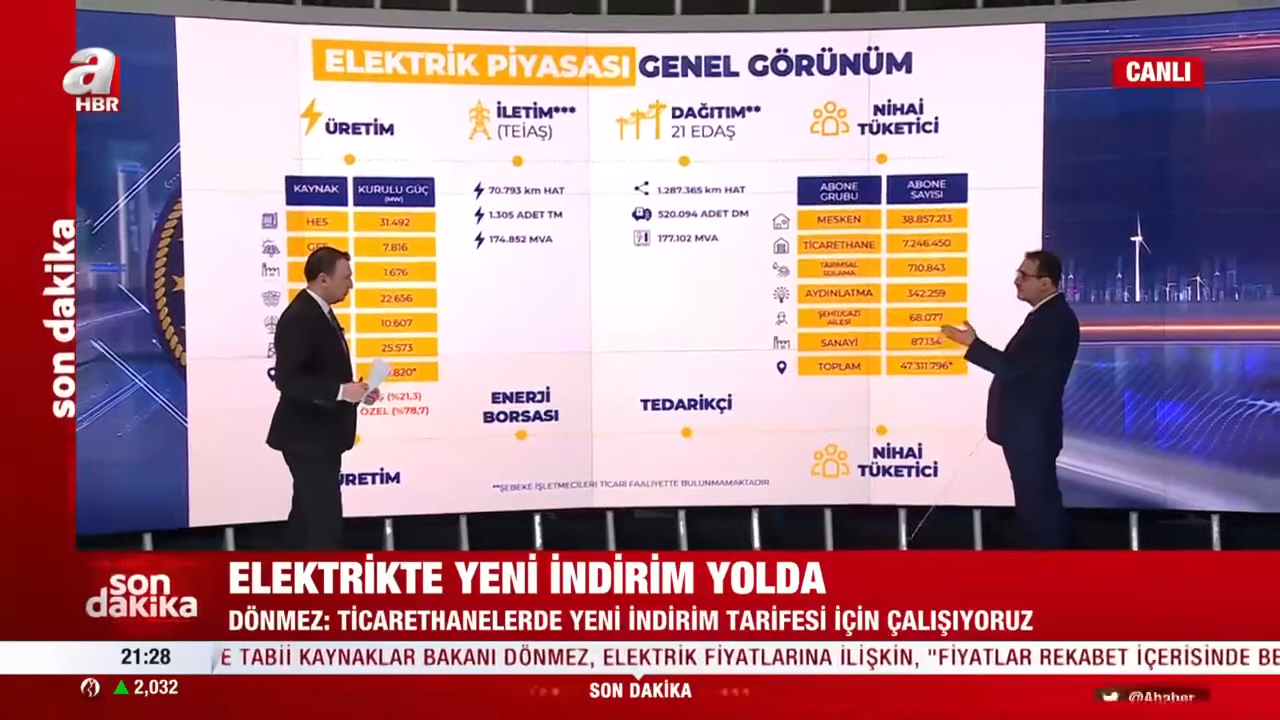 a
HBR
CANLI
son dakika
ELEKTRİK PİYASASI GENEL GÖRÜNÜM
ÜRETİM
İLETİM***
(TEİAŞ)
DAĞITIM**
21 EDAŞ
NİHAİ
TÜKETİCİ
KAYNAK
KURULU GÜÇ
(MW)
HES
31.492
GES
7.816
1.676
22.656
10.607
25.573
.820*
(%21,3)
ÖZEL (%78,7)
70.793 km HAT
1.305 ADET TM
174.852 MVA
1.287.365 km HAT
520.094 ADET DM
177.102 MVA
ABONE
GRUBU
ABONE
SAYISI
MESKEN
38.857.213
TİCARETHANE
7.246.450
TARIMSAL
SULAMA
710.843
AYDINLATMA
342.259
ŞEHİT/GAZİ
AİLESİ
68.077
SANAYİ
87.134
TOPLAM
47.311.796*
ENERJİ
BORSASI
TEDARİKÇİ
ÜRETİM
NİHAİ
TÜKETİCİ
**ŞEBEKE İŞLETMECİLERİ TİCARİ FAALİYETTE BULUNMAMAKTADIR
son
dakika
ELEKTRİKTE YENİ İNDİRİM YOLDA
DÖNMEZ: TİCARETHANELERDE YENİ İNDİRİM TARİFESİ İÇİN ÇALIŞIYORUZ
21:28
E TABİİ KAYNAKLAR BAKANI DÖNMEZ, ELEKTRİK FİYATLARINA İLİŞKİN, "FİYATLAR REKABET İÇERİSİNDE BE
2,032
SON DAKİKA
@Ahaber